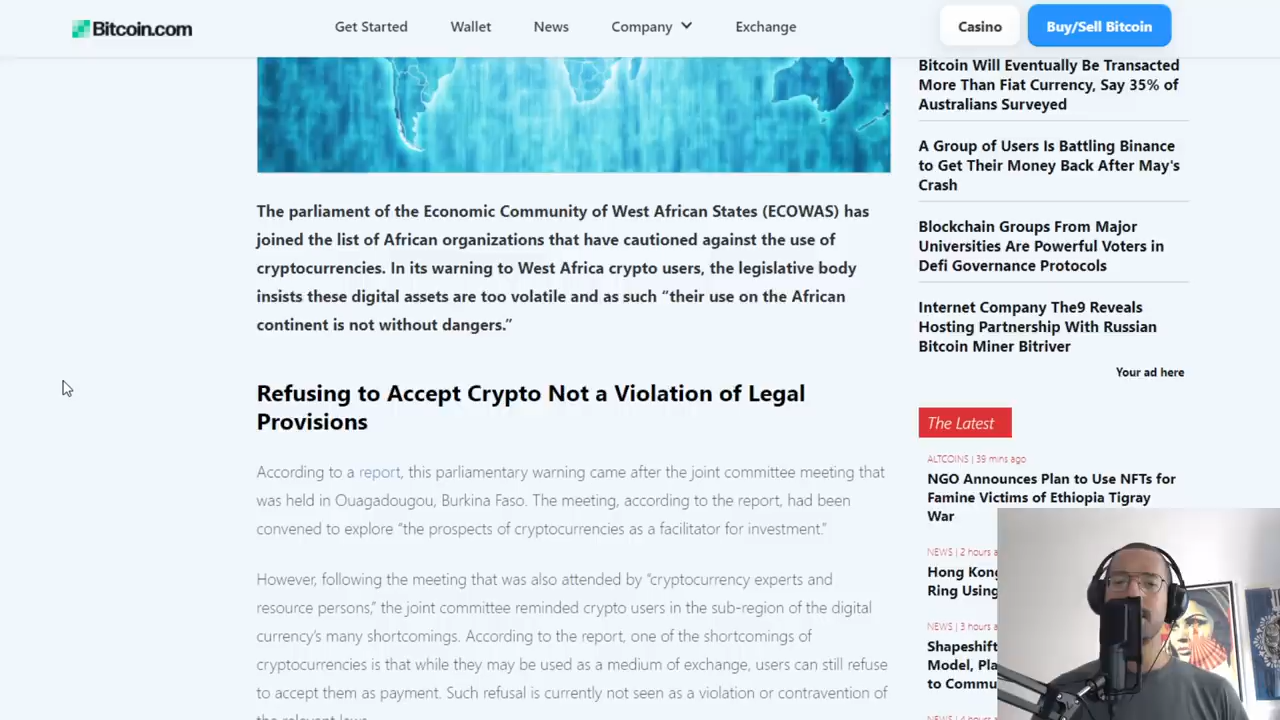 Bitcoin.com
Get Started
Wallet
News
Company
Exchange
Casino
Buy/Sell Bitcoin
The parliament of the Economic Community of West African States (ECOWAS) has
joined the list of African organizations that have cautioned against the use of
cryptocurrencies. In its warning to West Africa crypto users, the legislative body
insists these digital assets are too volatile and as such “their use on the African
continent is not without dangers.”
Refusing to Accept Crypto Not a Violation of Legal
Provisions
According to a report, this parliamentary warning came after the joint committee meeting that
was held in Ouagadougou, Burkina Faso. The meeting, according to the report, had been
convened to explore “the prospects of cryptocurrencies as a facilitator for investment.”
However, following the meeting that was also attended by “cryptocurrency experts and
resource persons,” the joint committee reminded crypto users in the sub-region of the digital
currency’s many shortcomings. According to the report, one of the shortcomings of
cryptocurrencies is that while they may be used as a medium of exchange, users can still refuse
to accept them as payment. Such refusal is currently not seen as a violation or contravention of
the relevant laws.
Bitcoin Will Eventually Be Transacted
More Than Fiat Currency, Say 35% of
Australians Surveyed
A Group of Users Is Battling Binance
to Get Their Money Back After May's
Crash
Blockchain Groups From Major
Universities Are Powerful Voters in
Defi Governance Protocols
Internet Company The9 Reveals
Hosting Partnership With Russian
Bitcoin Miner Bitriver
Your ad here
The Latest
ALTCOINS | 39 mins ago
NGO Announces Plan to Use NFTs for
Famine Victims of Ethiopia Tigray
War
NEWS | 2 hours
Hong Kong
Ring Using
NEWS | 3 hours
Shapeshift
Model,
to
NEWS | 4 hours